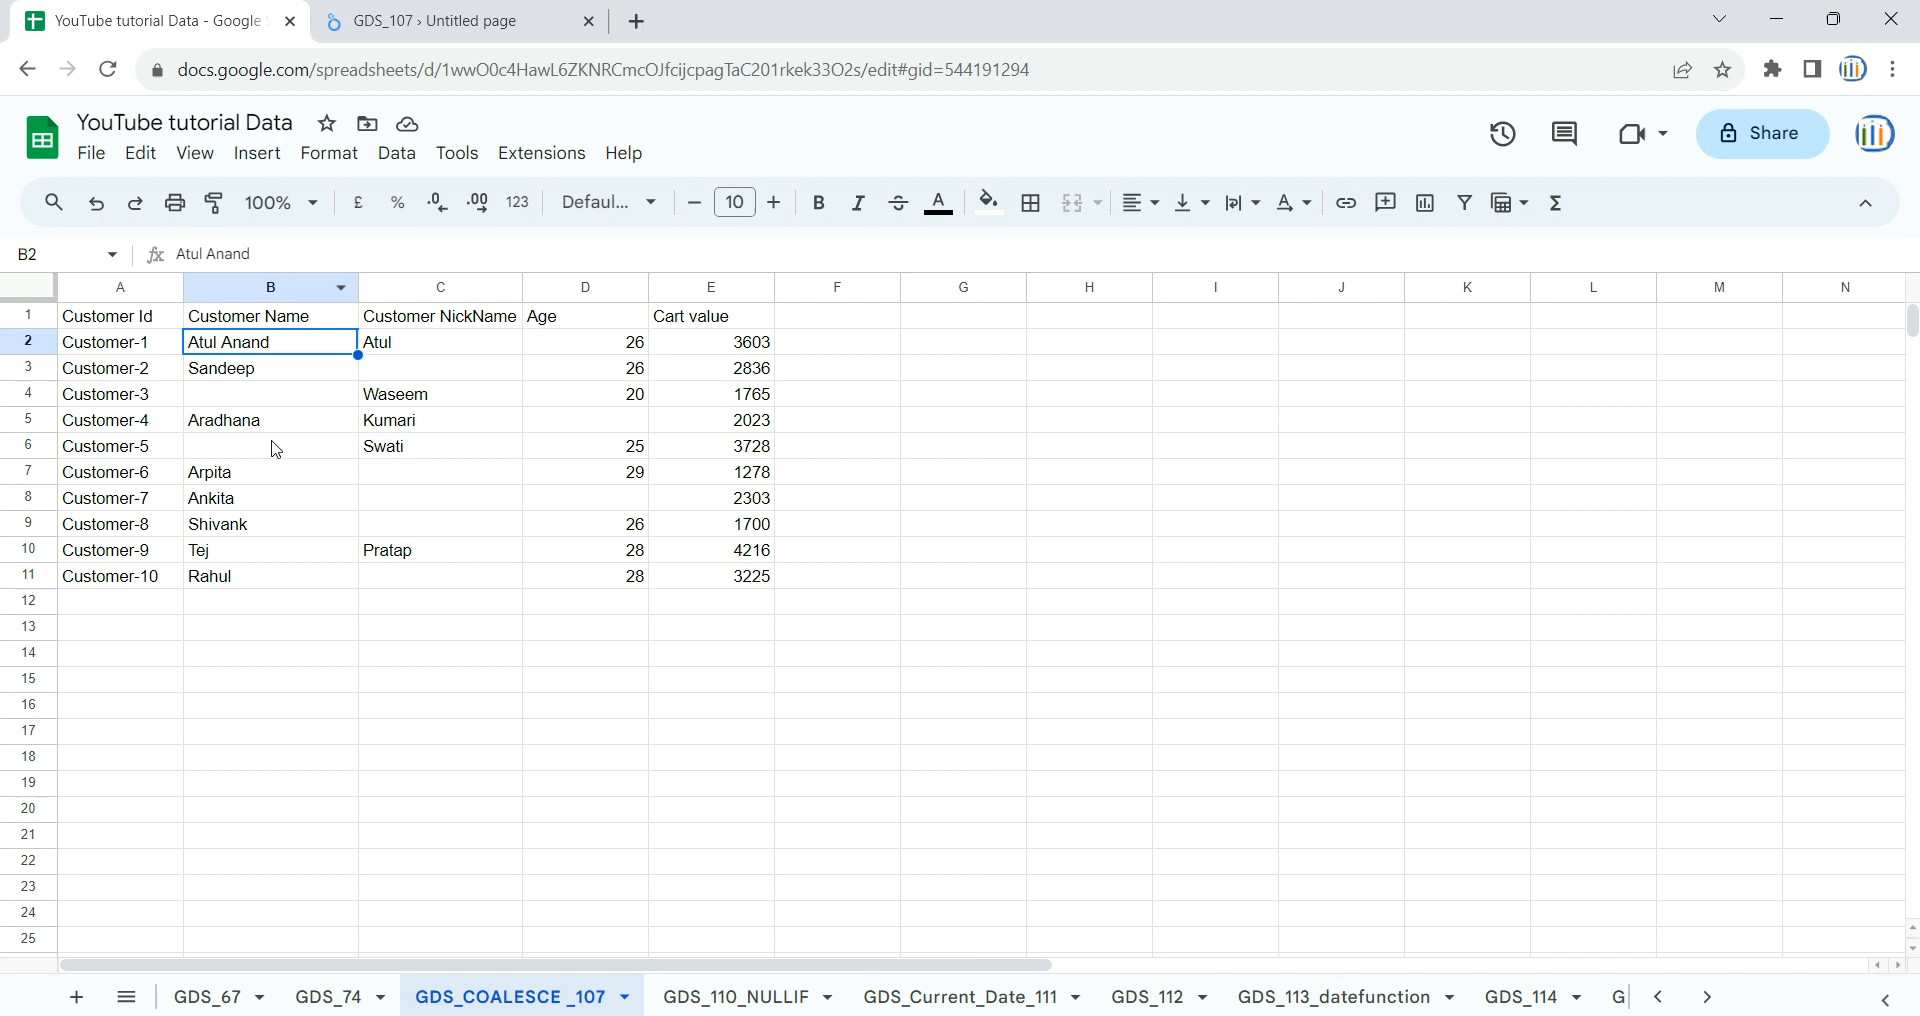 YouTube tutorial Data - Google S
GDS_107 › Untitled page
docs.google.com/spreadsheets/d/1wwO0c4HawL6ZKNRCmcOJfcijcpagTaC201rkek33O2s/edit#gid=544191294
YouTube tutorial Data
File Edit View Insert Format Data Tools Extensions Help
Share
100% £ % .0 .00 123 Defaul... 10 B I A Σ
B2 fx Atul Anand
A B C D E F G H I J K L M N
1 Customer Id Customer Name Customer NickName Age Cart value
2 Customer-1 Atul Anand Atul 26 3603
3 Customer-2 Sandeep 26 2836
4 Customer-3 Waseem 20 1765
5 Customer-4 Aradhana Kumari 2023
6 Customer-5 Swati 25 3728
7 Customer-6 Arpita 29 1278
8 Customer-7 Ankita 2303
9 Customer-8 Shivank 26 1700
10 Customer-9 Tej Pratap 28 4216
11 Customer-10 Rahul 28 3225
12
13
14
15
16
17
18
19
20
21
22
23
24
25
GDS_67 GDS_74 GDS_COALESCE _107 GDS_110_NULLIF GDS_Current_Date_111 GDS_112 GDS_113_datefunction GDS_114 G